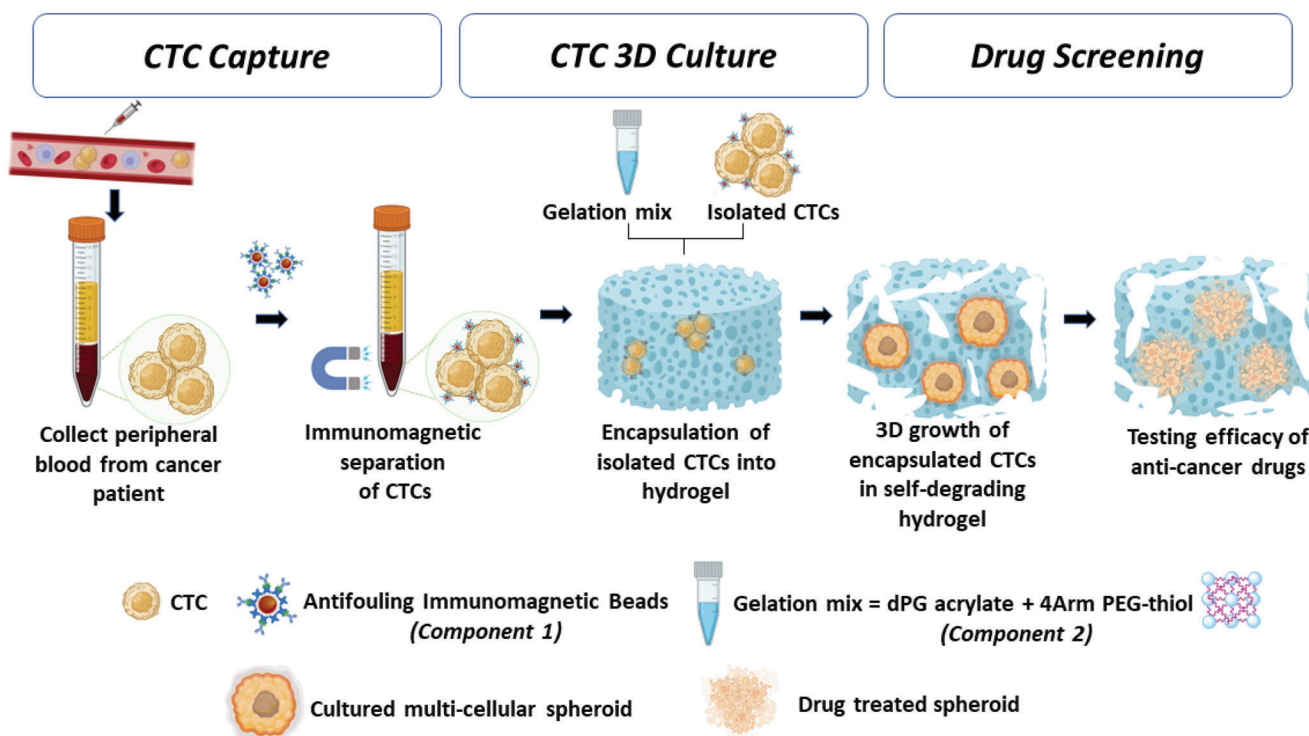 CTC Capture
CTC 3D Culture
Drug Screening
Gelation mix
Isolated CTCs
Collect peripheral
blood from cancer
patient
Immunomagnetic
separation
of CTCs
Encapsulation of
isolated CTCs into
hydrogel
3D growth of
encapsulated CTCs
in self-degrading
hydrogel
Testing efficacy of
anti-cancer drugs
CTC
Antifouling Immunomagnetic Beads
(Component 1)
Gelation mix = dPG acrylate + 4Arm PEG-thiol
(Component 2)
Cultured multi-cellular spheroid
Drug treated spheroid